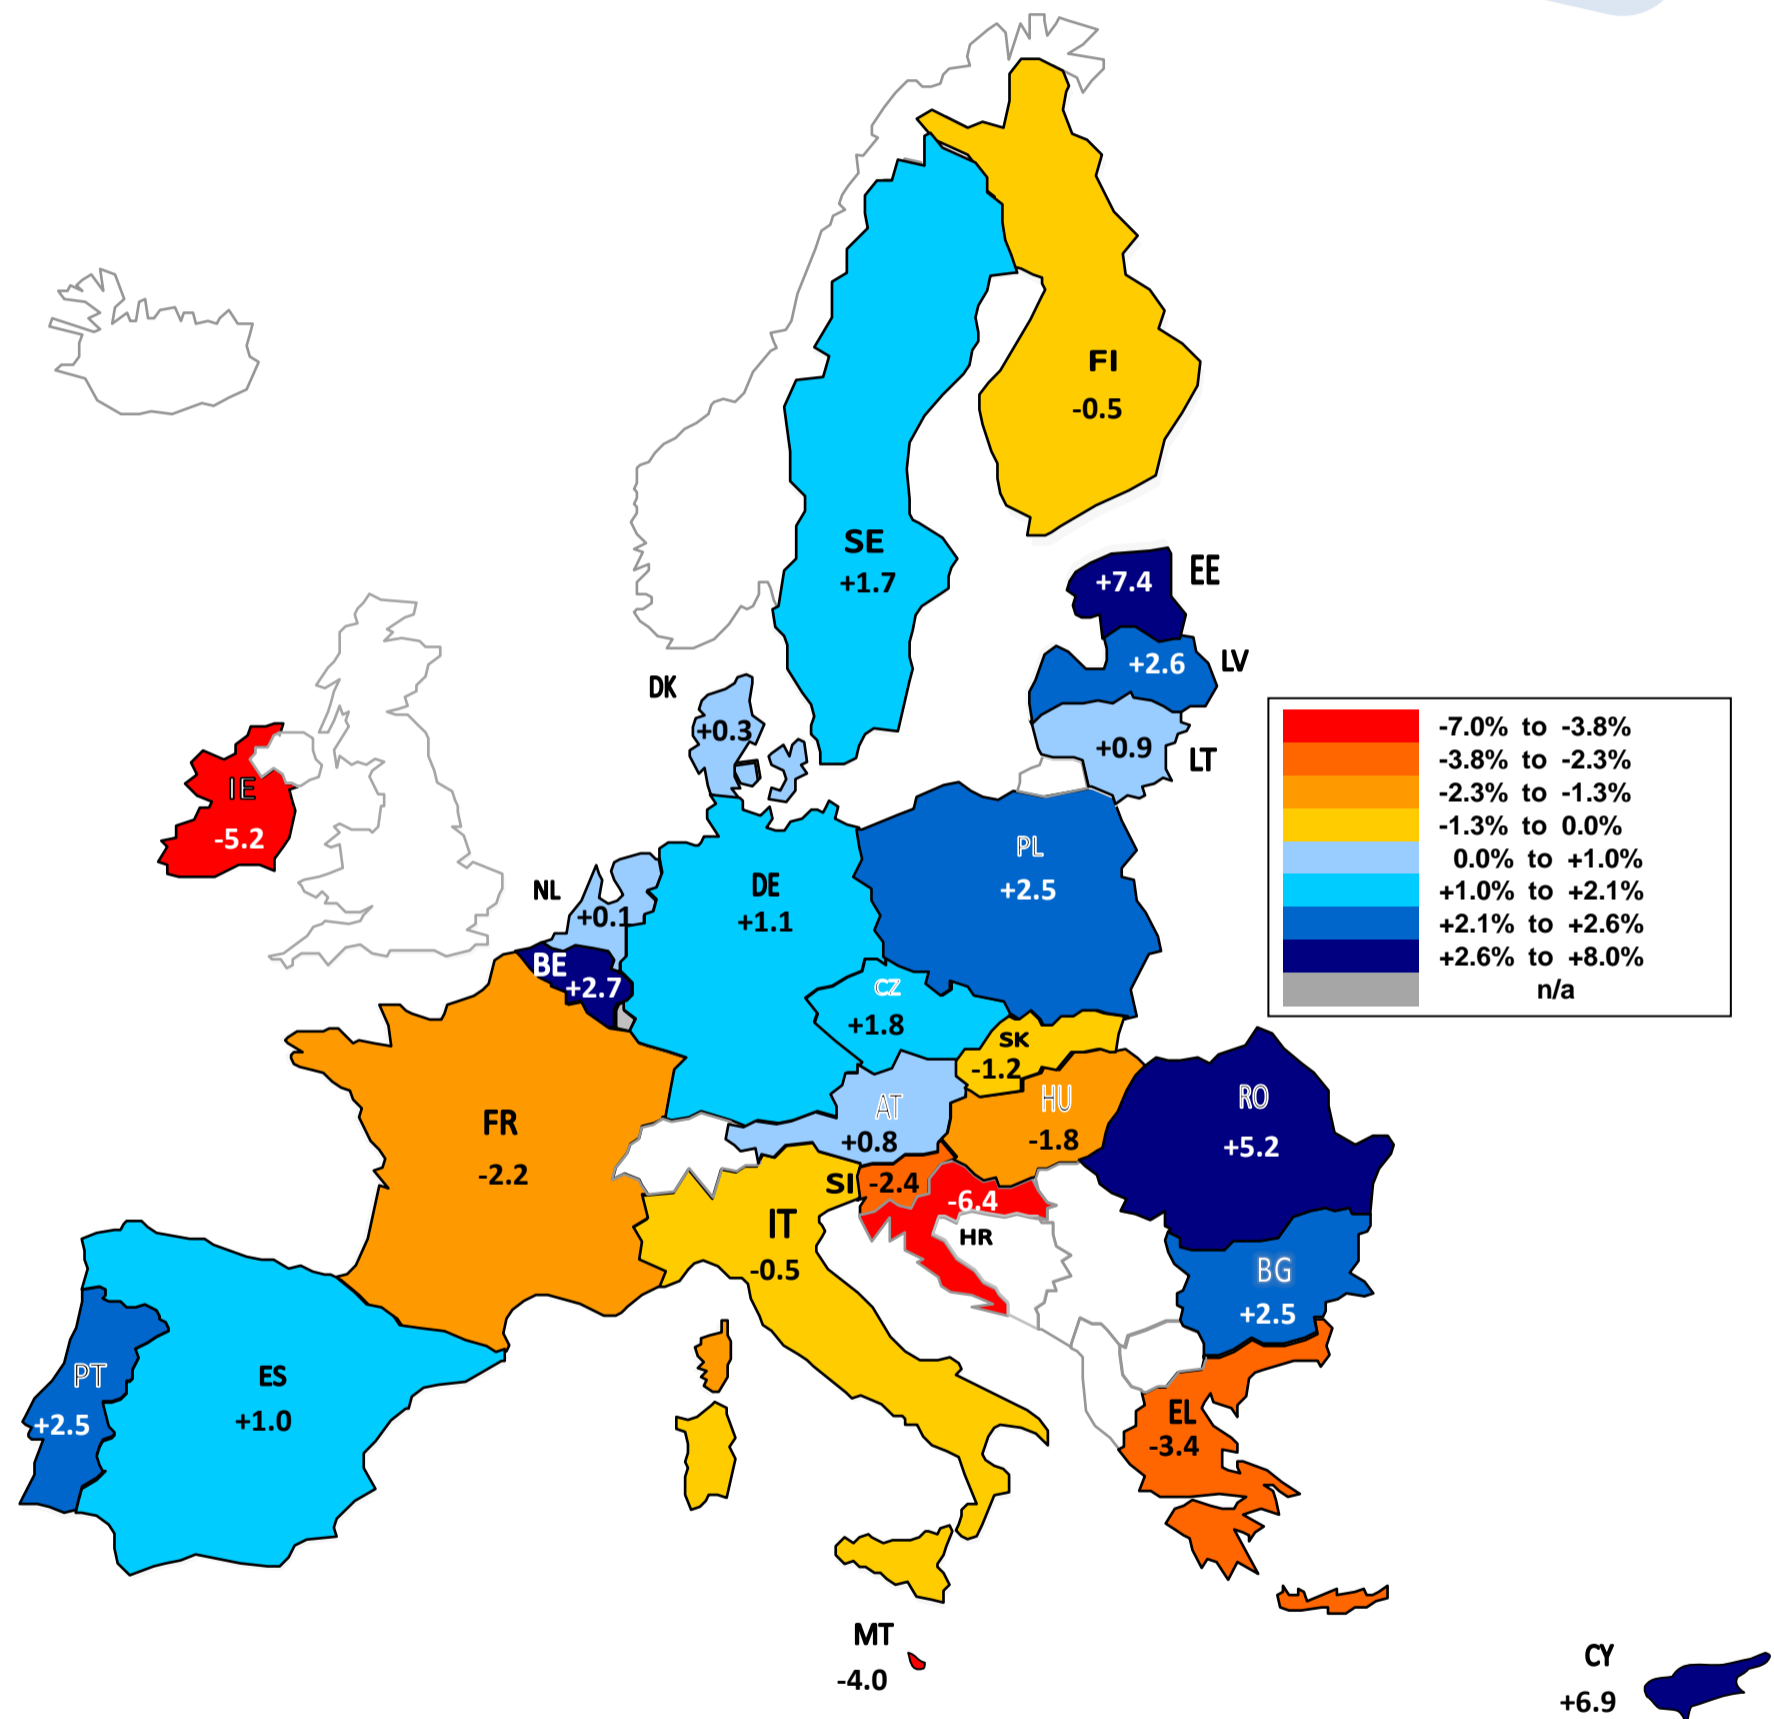 FI
-0.5
SE
+1.7
EE
+7.4
LV
+2.6
DK
+0.3
LT
+0.9
IE
-5.2
PL
+2.5
NL
+0.1
DE
+1.1
BE
+2.7
CZ
+1.8
SK
-1.2
AT
+0.8
HU
-1.8
RO
+5.2
FR
-2.2
SI
-2.4
-6.4
HR
IT
-0.5
BG
+2.5
PT
+2.5
ES
+1.0
EL
-3.4
MT
-4.0
CY
+6.9
-7.0% to -3.8%
-3.8% to -2.3%
-2.3% to -1.3%
-1.3% to 0.0%
0.0% to +1.0%
+1.0% to +2.1%
+2.1% to +2.6%
+2.6% to +8.0%
n/a